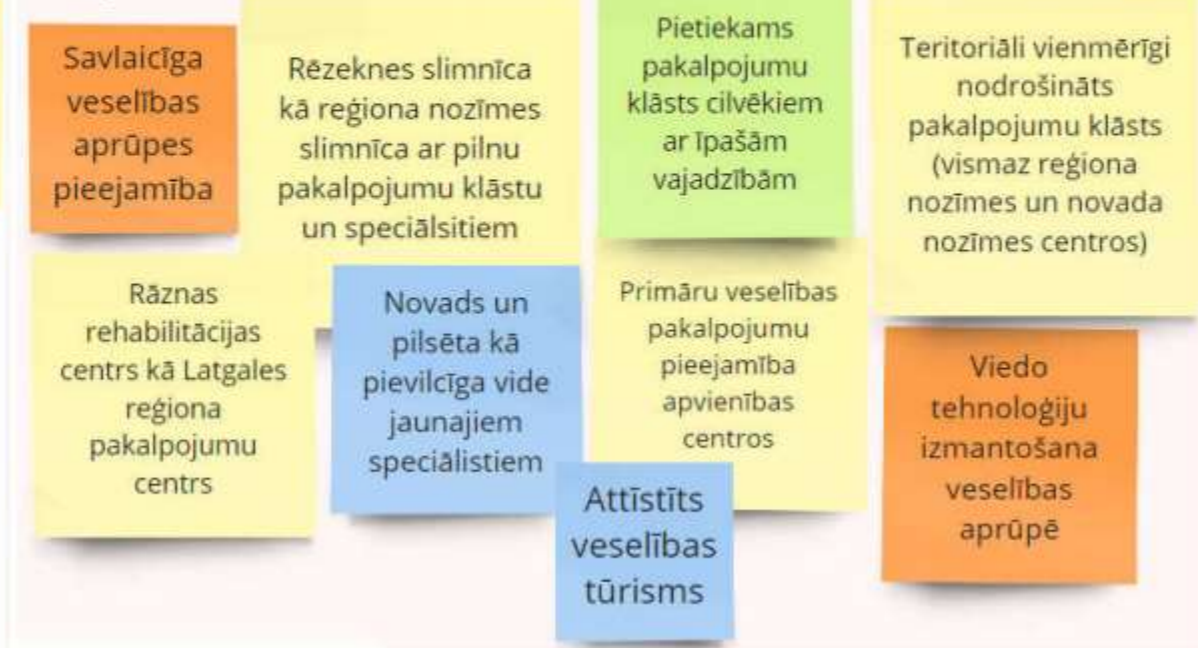 Savlaicīga
veselības
aprūpes
pieejamība
Rēzeknes slimnīca
kā reģiona nozīmes
slimnīca ar pilnu
pakalpojumu klāstu
un speciālsitiem
Pietiekams
pakalpojumu
klāsts cilvēkiem
ar īpašām
vajadzībām
Teritoriāli vienmērīgi
nodrošināts
pakalpojumu klāsts
(vismaz reģiona
nozīmes un novada
nozīmes centros)
Rāznas
rehabilitācijas
centrs kā Latgales
reģiona
pakalpojumu
centrs
Novads un
pilsēta kā
pievilcīga vide
jaunajiem
speciālistiem
Primāru veselības
pakalpojumu
pieejamība
apvienības
centros
Viedo
tehnoloģiju
izmantošana
veselības
aprūpē
Attīstīts
veselības
tūrisms